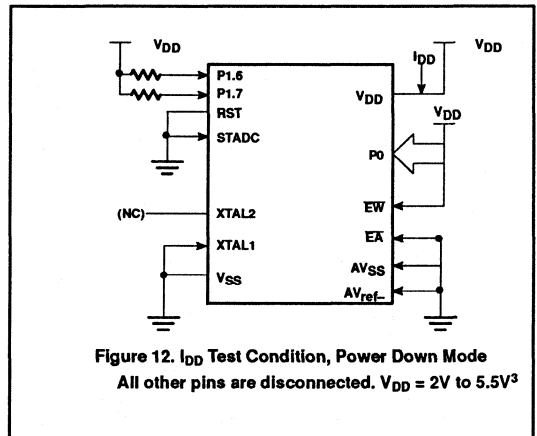 VDD
IDD
VDD
P1.6
P1.7
VDD
RST
VDD
STADC
P0
(NC)
XTAL2
EW
XTAL1
EA
VSS
AVSS
AVref–
Figure 12. IDD Test Condition, Power Down Mode
All other pins are disconnected. VDD = 2V to 5.5V³